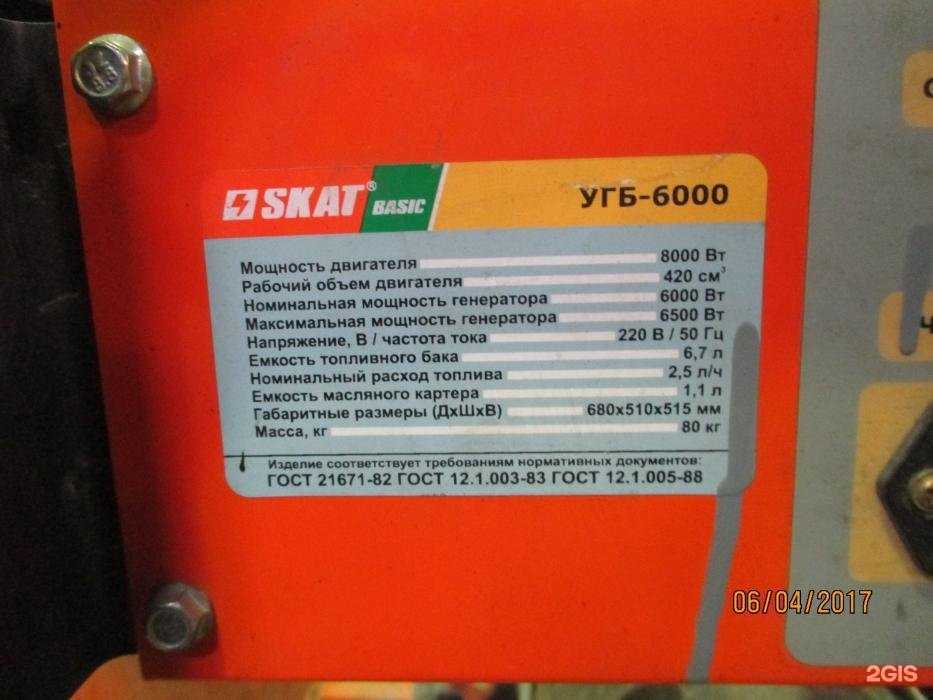 SKAT® BASIC УГБ-6000
Мощность двигателя 8000 Вт
Рабочий объем двигателя 420 см³
Номинальная мощность генератора 6000 Вт
Максимальная мощность генератора 6500 Вт
Напряжение, В / частота тока 220 В / 50 Гц
Емкость топливного бака 6,7 л
Номинальный расход топлива 2,5 л/ч
Емкость масляного картера 1,1 л
Габаритные размеры (ДхШхВ) 680х510х515 мм
Масса, кг 80 кг
Изделие соответствует требованиям нормативных документов:
ГОСТ 21671-82 ГОСТ 12.1.003-83 ГОСТ 12.1.005-88
06/04/2017
2GIS